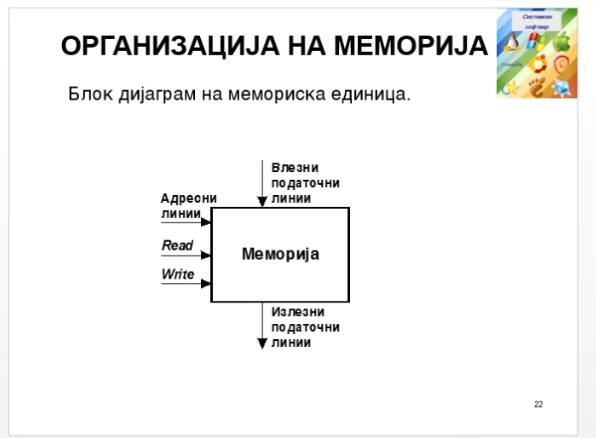 ОРГАНИЗАЦИЈА НА МЕМОРИЈА
Системски
софтвер
Блок дијаграм на мемориска единица.
Влезни
податочни
линии
Адресни
линии
Read
Write
Меморија
Излезни
податочни
линии
22